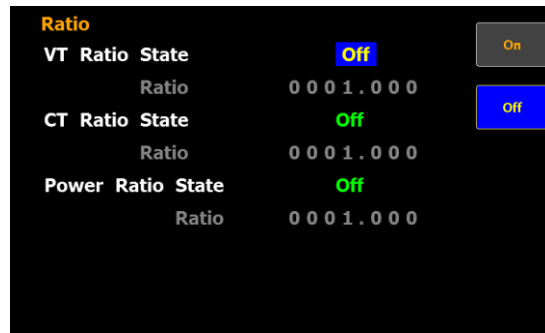 Ratio
VT Ratio State Off
Ratio 0001.000
CT Ratio State Off
Ratio 0001.000
Power Ratio State Off
Ratio 0001.000
On
Off